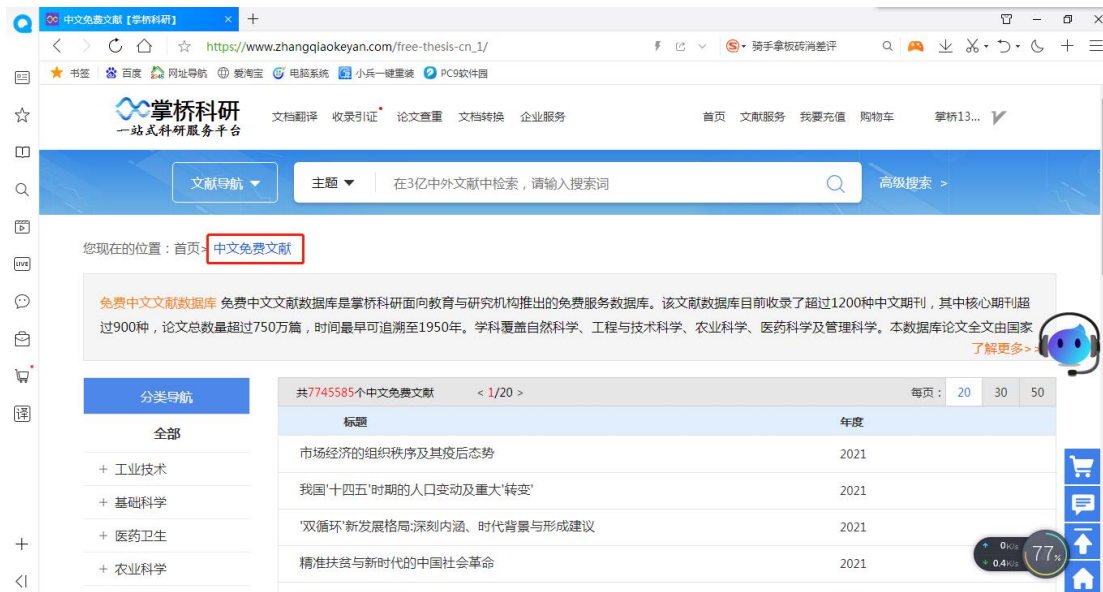 中文免费文献【掌桥科研】
https://www.zhangqiaokeyan.com/free-thesis-cn_1/
骑手拿板砖消差评
书签 百度 网址导航 爱淘宝 电脑系统 小兵一键重装 PC9软件园
掌桥科研
一站式科研服务平台
文档翻译 收录引证 论文查重 文档转换 企业服务 首页 文献服务 我要充值 购物车 掌桥13...
文献导航 主题 在3亿中外文献中检索，请输入搜索词 高级搜索 >
您现在的位置：首页> 中文免费文献
LIVE
免费中文文献数据库 免费中文文献数据库是掌桥科研面向教育与研究机构推出的免费服务数据库。该文献数据库目前收录了超过1200种中文期刊，其中核心期刊超
过900种，论文总数量超过750万篇，时间最早可追溯至1950年。学科覆盖自然科学、工程与技术科学、农业科学、医药科学及管理科学。本数据库论文全文由国家
了解更多>>
分类导航 共7745585个中文免费文献 < 1/20 > 每页： 20 30 50
译
标题 年度
全部
市场经济的组织秩序及其疫后态势 2021
+ 工业技术
我国'十四五'时期的人口变动及重大'转变' 2021
+ 基础科学
'双循环'新发展格局:深刻内涵、时代背景与形成建议 2021
+ 医药卫生
精准扶贫与新时代的中国社会革命 2021
+ 农业科学
0K/s
0.4K/s
77%